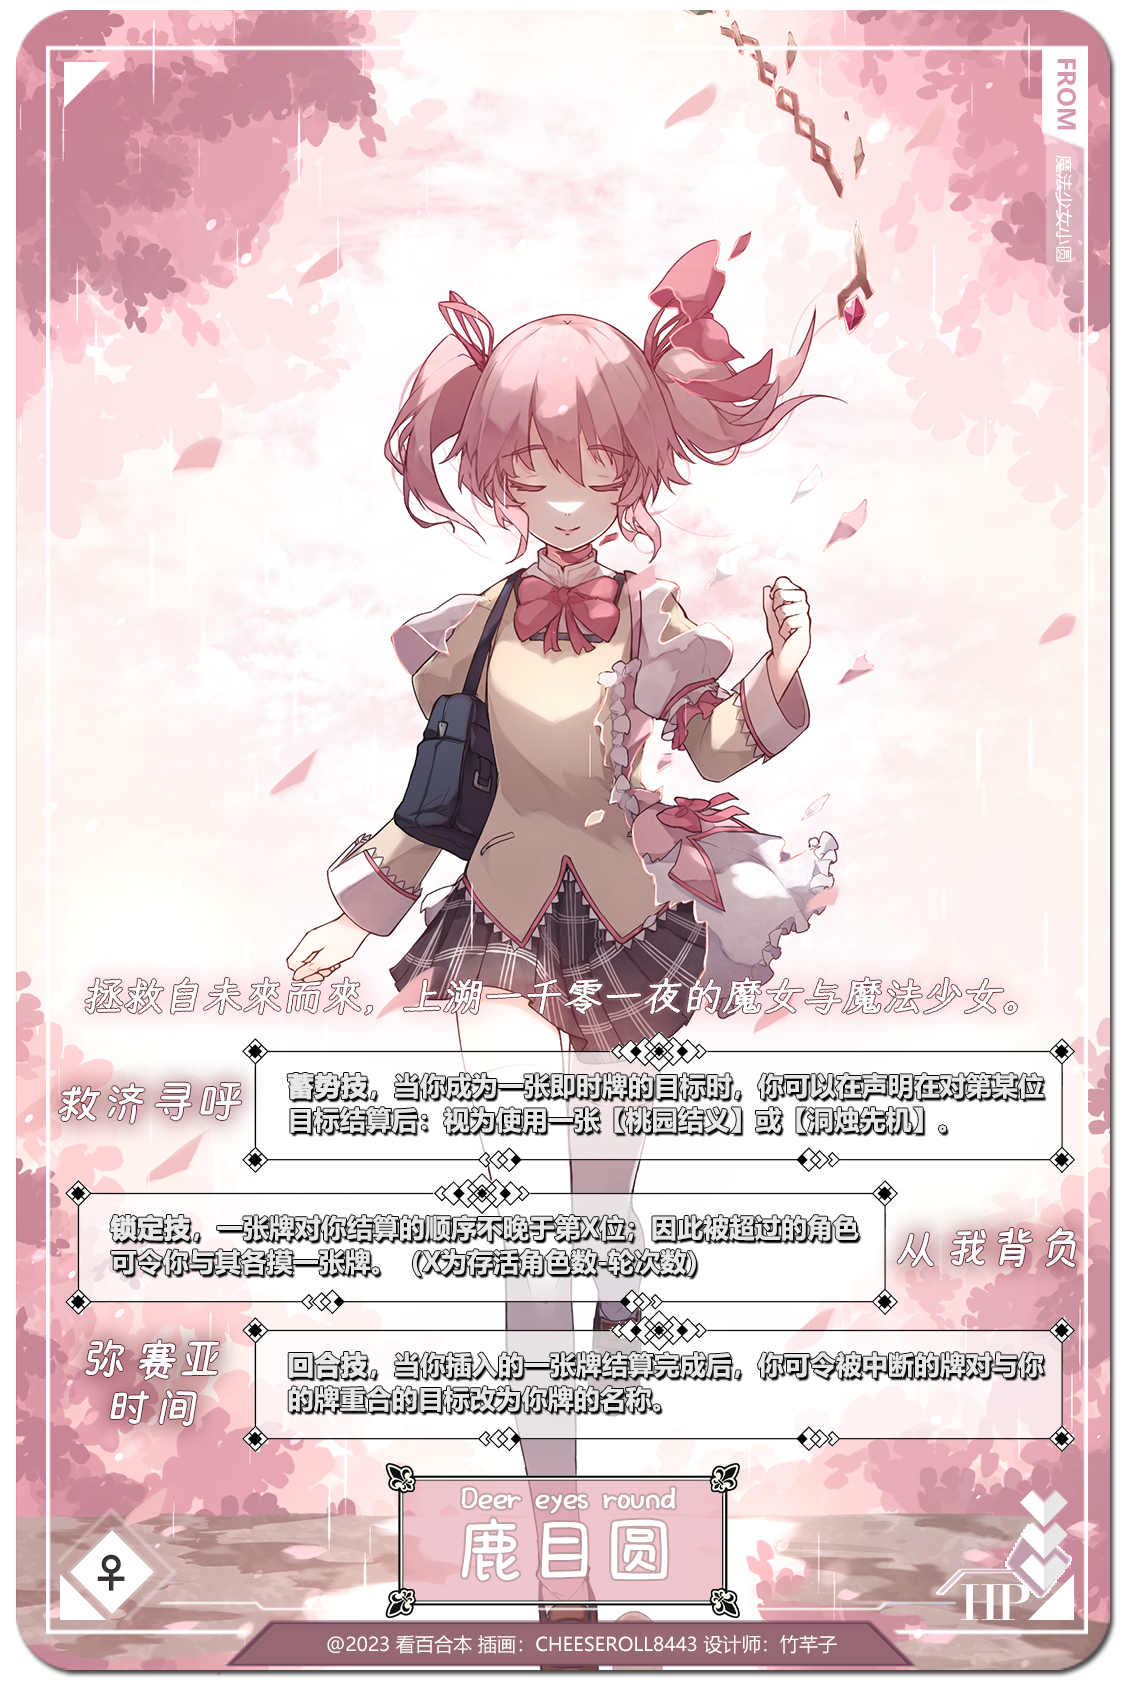 FROM
魔法少女小圆
拯救自未來而來，上溯一千零一夜的魔女与魔法少女。
救济寻呼
蓄势技，当你成为一张即时牌的目标时，你可以在声明在对第某位
目标结算后：视为使用一张【桃园结义】或【洞烛先机】。
锁定技，一张牌对你结算的顺序不晚于第X位；因此被超过的角色
可令你与其各摸一张牌。（X为存活角色数-轮次数）
从我背负
弥赛亚
时间
回合技，当你插入的一张牌结算完成后，你可令被中断的牌对与你
的牌重合的目标改为你牌的名称。
Deer eyes round
鹿目圆
♀
HP
@2023 看百合本 插画：CHEESEROLL8443 设计师：竹芊子